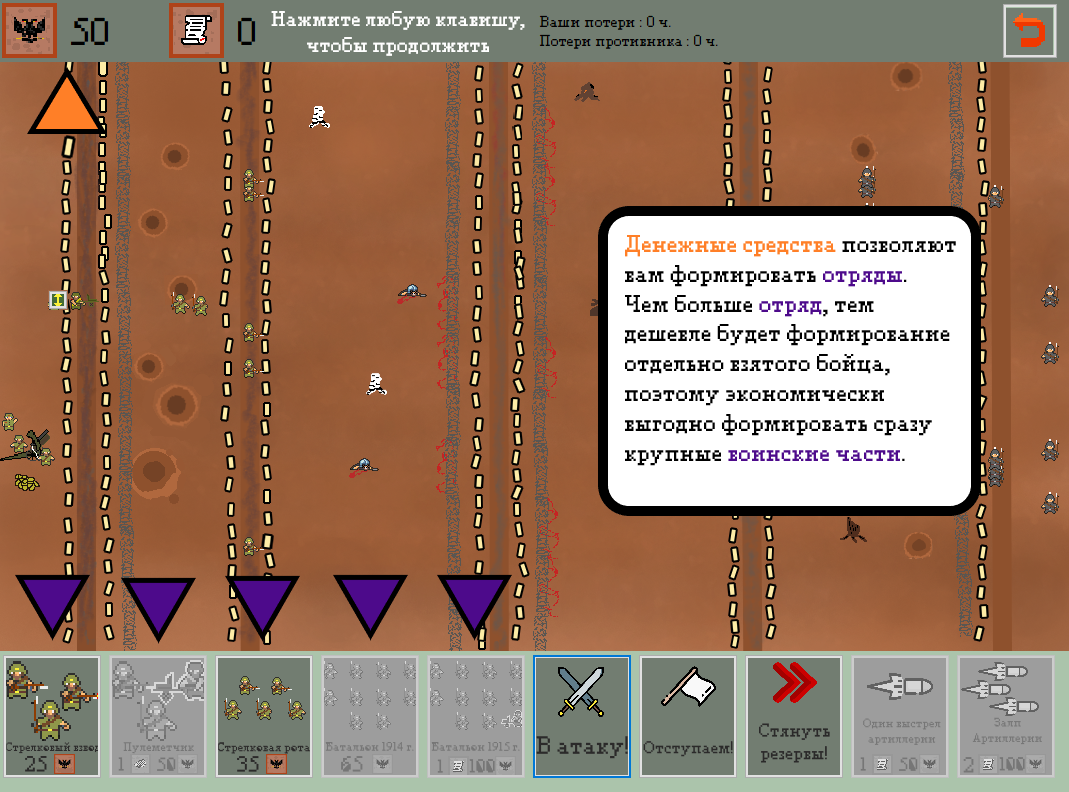 50
0
Нажмите любую клавишу,
чтобы продолжить
Ваши потери : 0 ч.
Потери противника : 0 ч.
Денежные средства позволяют
вам формировать отряды.
Чем больше отряд, тем
дешевле будет формирование
отдельно взятого бойца,
поэтому экономически
выгодно формировать сразу
крупные воинские части.
Стрелковый взвод
25
Пулеметчик
1 50
Стрелковая рота
35
Батальон 1914 г.
65
Батальон 1915 г.
1 100
В атаку!
Отступаем!
Стянуть
резервы!
Один выстрел
артиллерии
1 50
Залп
Артиллерии
2 100